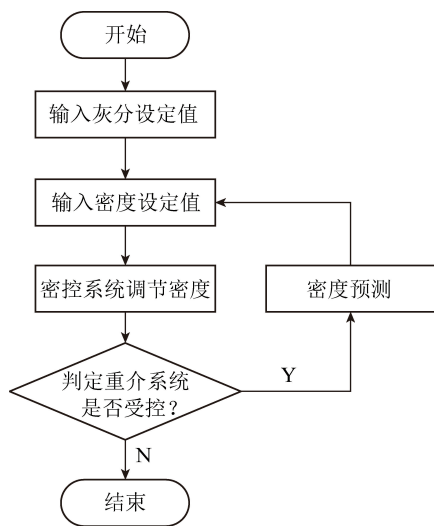 开始
输入灰分设定值
输入密度设定值
密控系统调节密度
密度预测
判定重介系统
是否受控？
Y
N
结束